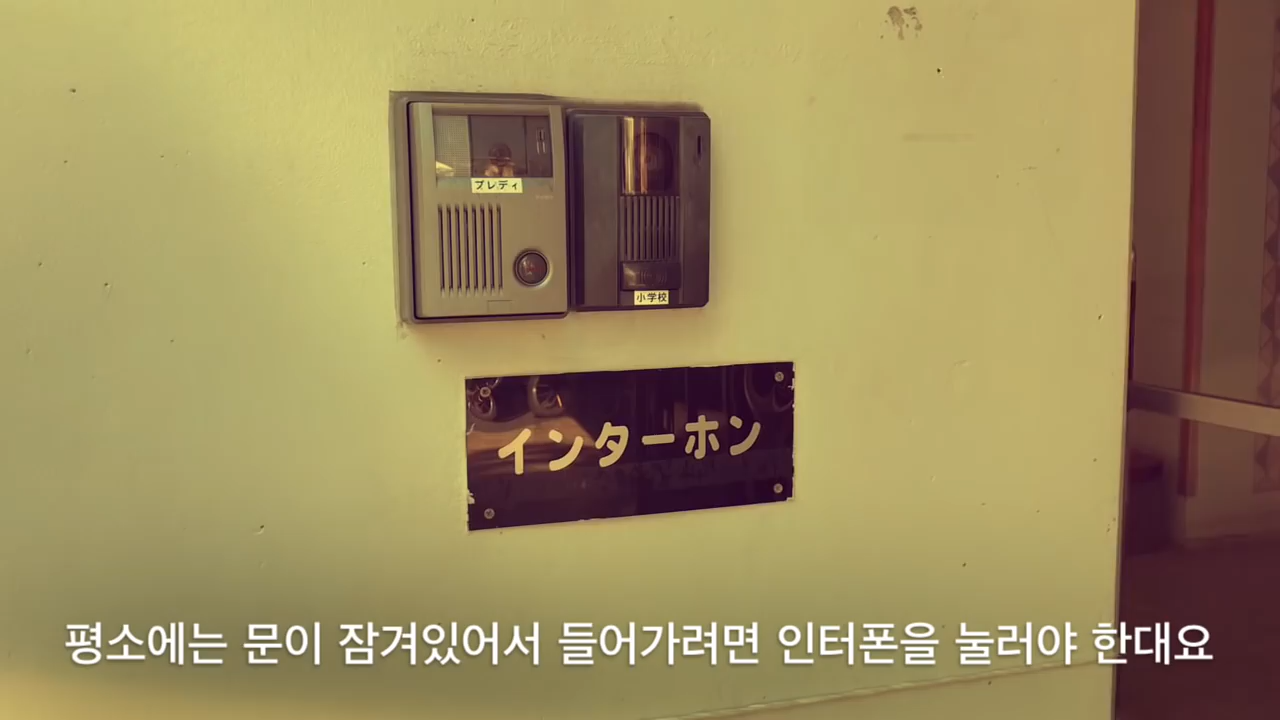 プレディ
小学校
インターホン
평소에는 문이 잠겨있어서 들어가려면 인터폰을 눌러야 한대요